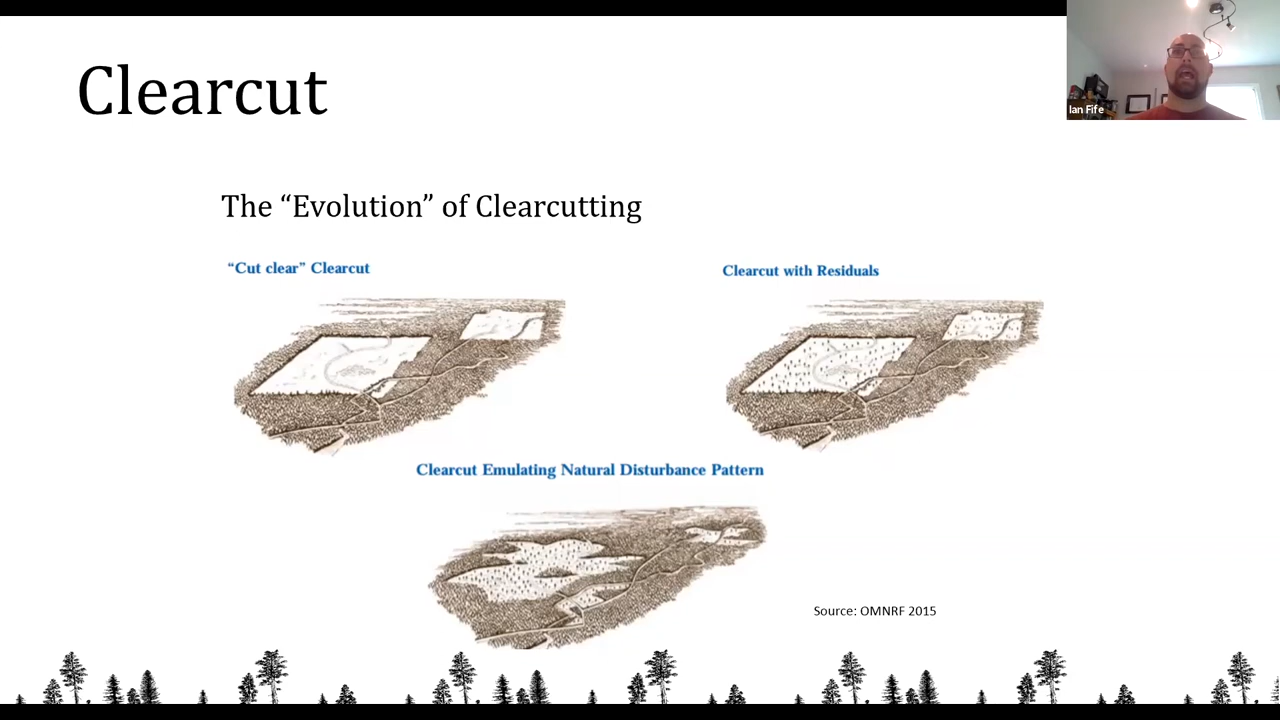 Clearcut
Ian Fife
The “Evolution” of Clearcutting
“Cut clear” Clearcut
Clearcut with Residuals
Clearcut Emulating Natural Disturbance Pattern
Source: OMNRF 2015